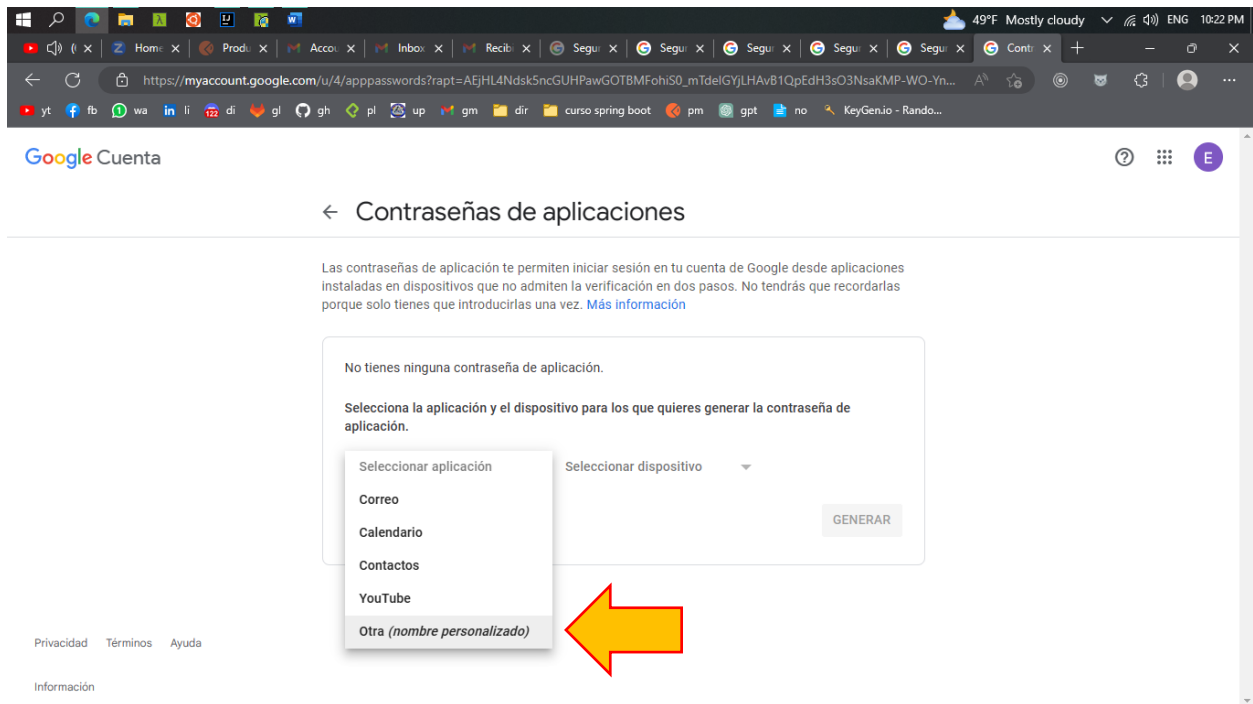 49°F Mostly cloudy ENG 10:22 PM
Home Produ Accou Inbox Recibi Segur Segur Segur Segur Segur Contr
https://myaccount.google.com/u/4/apppasswords?rapt=AEjHL4Ndsk5ncGUHPawGOTBMFohiS0_mTdelGYjLHAvB1QpEdH3sO3NsaKMP-WO-Yn...
yt fb wa li di gl gh pl up gm dir curso spring boot pm gpt no KeyGen.io - Rando...
Google Cuenta
E
Contraseñas de aplicaciones
Las contraseñas de aplicación te permiten iniciar sesión en tu cuenta de Google desde aplicaciones
instaladas en dispositivos que no admiten la verificación en dos pasos. No tendrás que recordarlas
porque solo tienes que introducirlas una vez. Más información
No tienes ninguna contraseña de aplicación.
Selecciona la aplicación y el dispositivo para los que quieres generar la contraseña de
aplicación.
Seleccionar aplicación Seleccionar dispositivo
Correo
GENERAR
Calendario
Contactos
YouTube
Otra (nombre personalizado)
Privacidad Términos Ayuda
Información